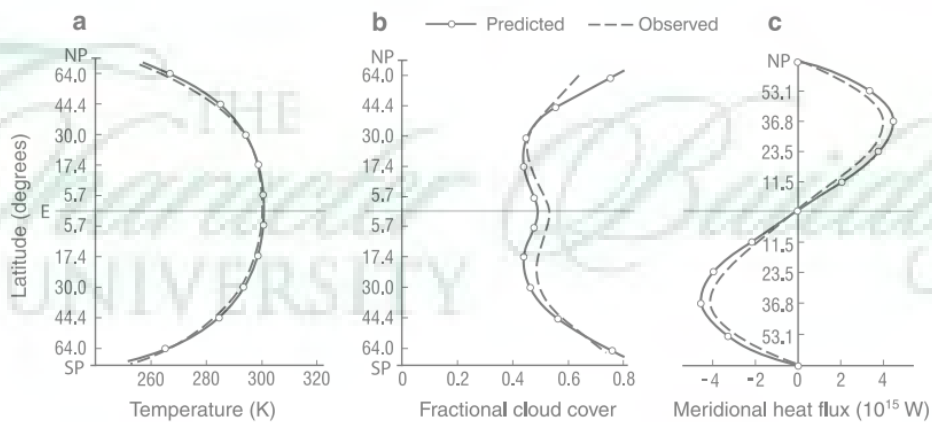 a
b
Predicted
Observed
c
Latitude (degrees)
NP
64.0
44.4
30.0
17.4
5.7
E
5.7
17.4
30.0
44.4
64.0
SP
260
280
300
320
Temperature (K)
NP
64.0
44.4
30.0
17.4
5.7
5.7
17.4
30.0
44.4
64.0
SP
0
0.2
0.4
0.6
0.8
Fractional cloud cover
NP
53.1
36.8
23.5
11.5
11.5
23.5
36.8
53.1
-4
-2
0
2
4
Meridional heat flux (10¹⁵ W)
THE
UNIVERSITY